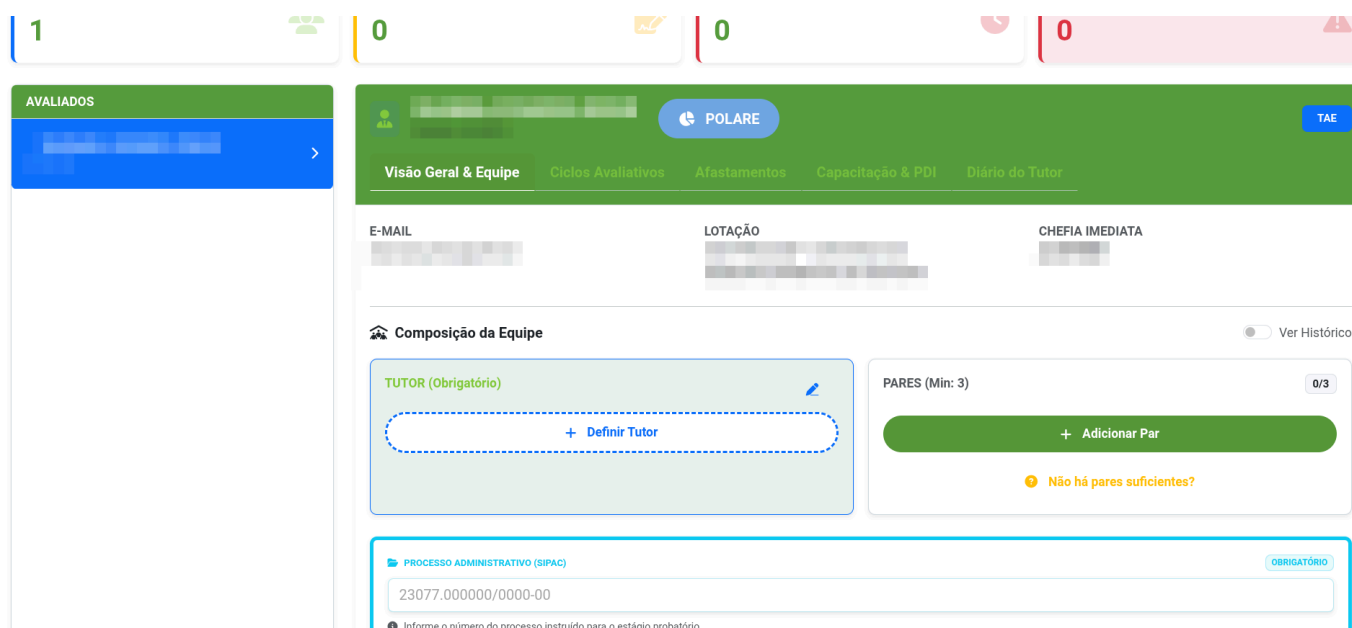 1
0
0
0
AVALIADOS
POLARE
TAE
Visão Geral & Equipe
Ciclos Avaliativos
Afastamentos
Capacitação & PDI
Diário do Tutor
E-MAIL
LOTAÇÃO
CHEFIA IMEDIATA
Composição da Equipe
Ver Histórico
TUTOR (Obrigatório)
+ Definir Tutor
PARES (Min: 3)
0/3
+ Adicionar Par
Não há pares suficientes?
PROCESSO ADMINISTRATIVO (SIPAC)
OBRIGATÓRIO
23077.000000/0000-00
Informe o número do processo instruído para o estágio probatório